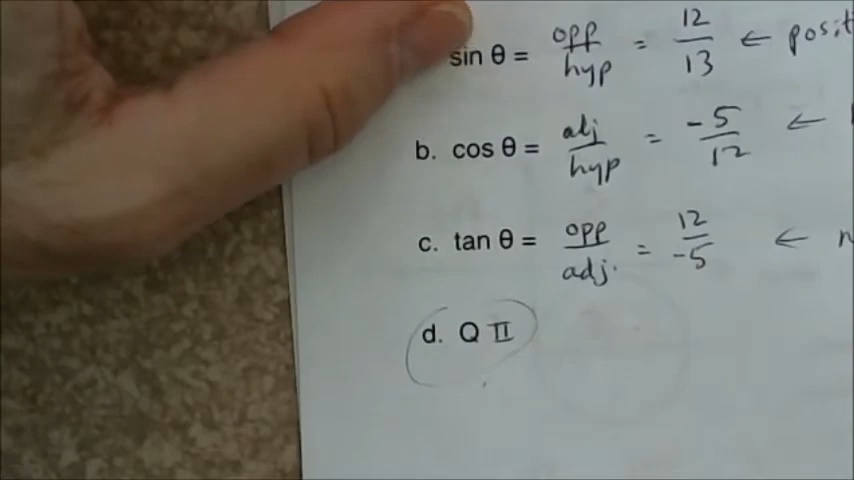 sin θ = opp/hyp = 12/13 ← posit
b. cos θ = adj/hyp = -5/12 ←
c. tan θ = opp/adj. = 12/-5 ←
d. Q II